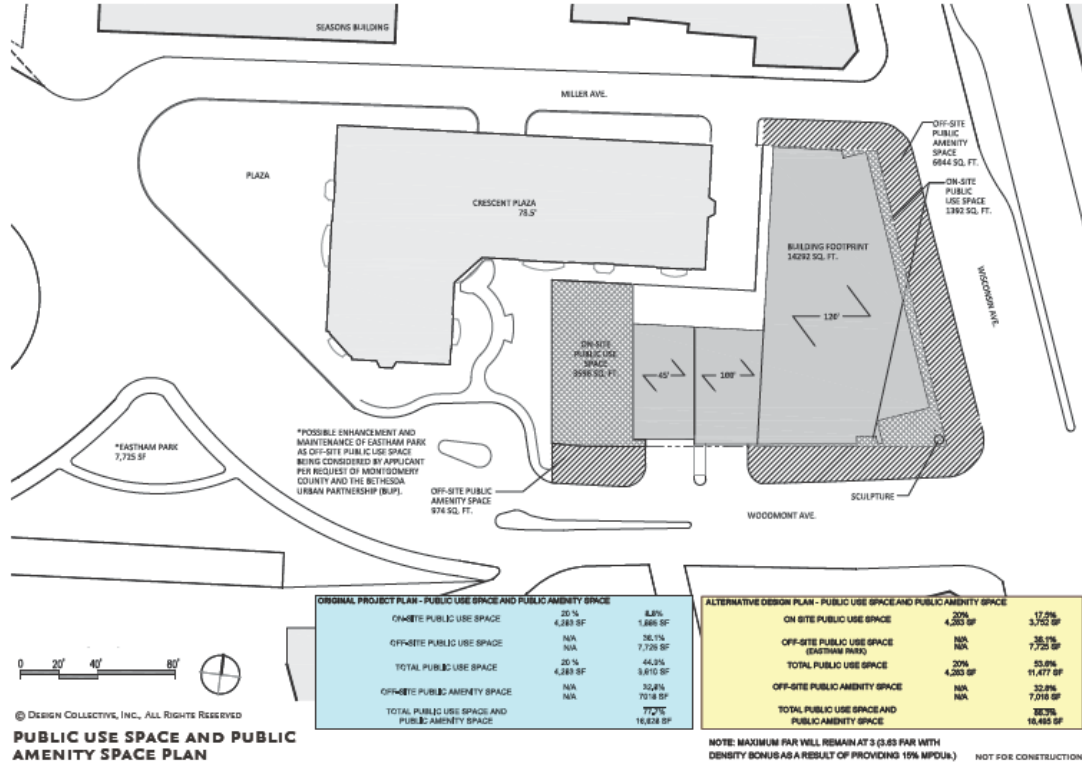 SEASONS BUILDING
MILLER AVE.
OFF-SITE
PUBLIC
AMENITY
SPACE
6044 SQ. FT.
PLAZA
ON-SITE
PUBLIC
USE SPACE
1392 SQ. FT.
CRESCENT PLAZA
78.5'
BUILDING FOOTPRINT
14292 SQ. FT.
WISCONSIN AVE.
120'
ON-SITE
PUBLIC USE
SPACE
SQ. FT.
45'
100'
*EASTHAM PARK
7,725 SF
*POSSIBLE ENHANCEMENT AND
MAINTENANCE OF EASTHAM PARK
AS OFF-SITE PUBLIC USE SPACE
BEING CONSIDERED BY APPLICANT
PER REQUEST OF MONTGOMERY
COUNTY AND THE BETHESDA
URBAN PARTNERSHIP (BUP).
OFF-SITE PUBLIC
AMENITY SPACE
974 SQ. FT.
SCULPTURE
WOODMONT AVE.
ORIGINAL PROJECT PLAN - PUBLIC USE SPACE AND PUBLIC AMENITY SPACE
ON-SITE PUBLIC USE SPACE 20 %
4,283 SF
OFF-SITE PUBLIC USE SPACE N/A 36.1%
N/A 7,725 SF
TOTAL PUBLIC USE SPACE 20 %
4,283 SF
OFF-SITE PUBLIC AMENITY SPACE N/A 32.8%
N/A 7018 SF
TOTAL PUBLIC USE SPACE AND 77.7%
PUBLIC AMENITY SPACE 16,628 SF
ALTERNATIVE DESIGN PLAN - PUBLIC USE SPACE AND PUBLIC AMENITY SPACE
ON SITE PUBLIC USE SPACE 20% 17.5%
4,283 SF 3,752 SF
OFF-SITE PUBLIC USE SPACE N/A 36.1%
(EASTHAM PARK) N/A 7,725 SF
TOTAL PUBLIC USE SPACE 20% 53.6%
4,283 SF 11,477 SF
OFF-SITE PUBLIC AMENITY SPACE N/A 32.8%
N/A 7,018 SF
TOTAL PUBLIC USE SPACE AND
PUBLIC AMENITY SPACE 18,495 SF
0 20' 40' 80'
© DESIGN COLLECTIVE, INC., ALL RIGHTS RESERVED
PUBLIC USE SPACE AND PUBLIC
AMENITY SPACE PLAN
NOTE: MAXIMUM FAR WILL REMAIN AT 3 (3.63 FAR WITH
DENSITY BONUS AS A RESULT OF PROVIDING 15% MPDUs.)
NOT FOR CONSTRUCTION